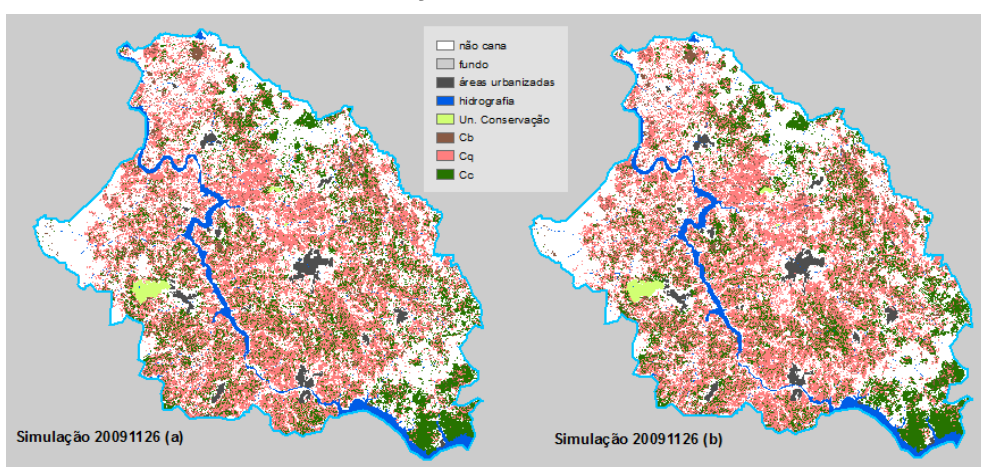 não cana
fundo
áreas urbanizadas
hidrografia
Un. Conservação
Cb
Cq
Cc
Simulação 20091126 (a)
Simulação 20091126 (b)